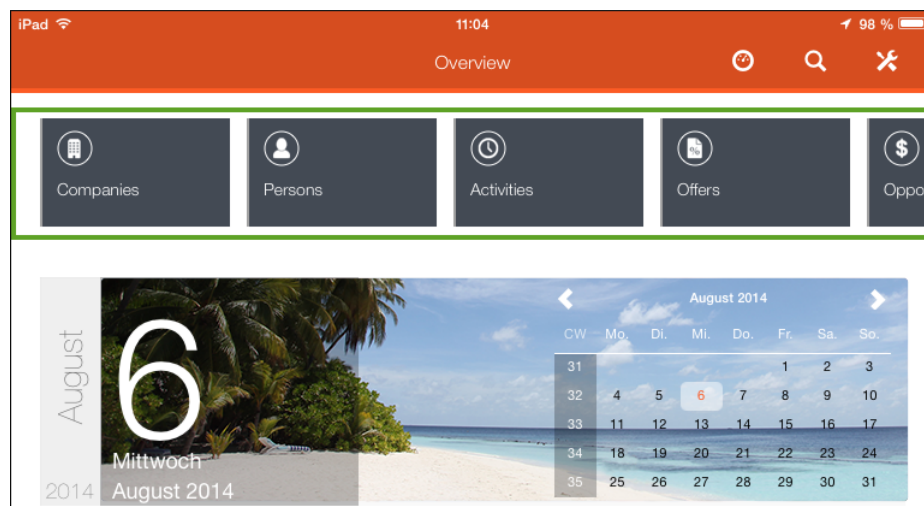 iPad 11:04 98 %
Overview
Companies Persons Activities Offers Oppo
August 2014
CW Mo. Di. Mi. Do. Fr. Sa. So.
31 1 2 3
32 4 5 6 7 8 9 10
33 11 12 13 14 15 16 17
34 18 19 20 21 22 23 24
35 25 26 27 28 29 30 31
August
2014
6
Mittwoch
August 2014